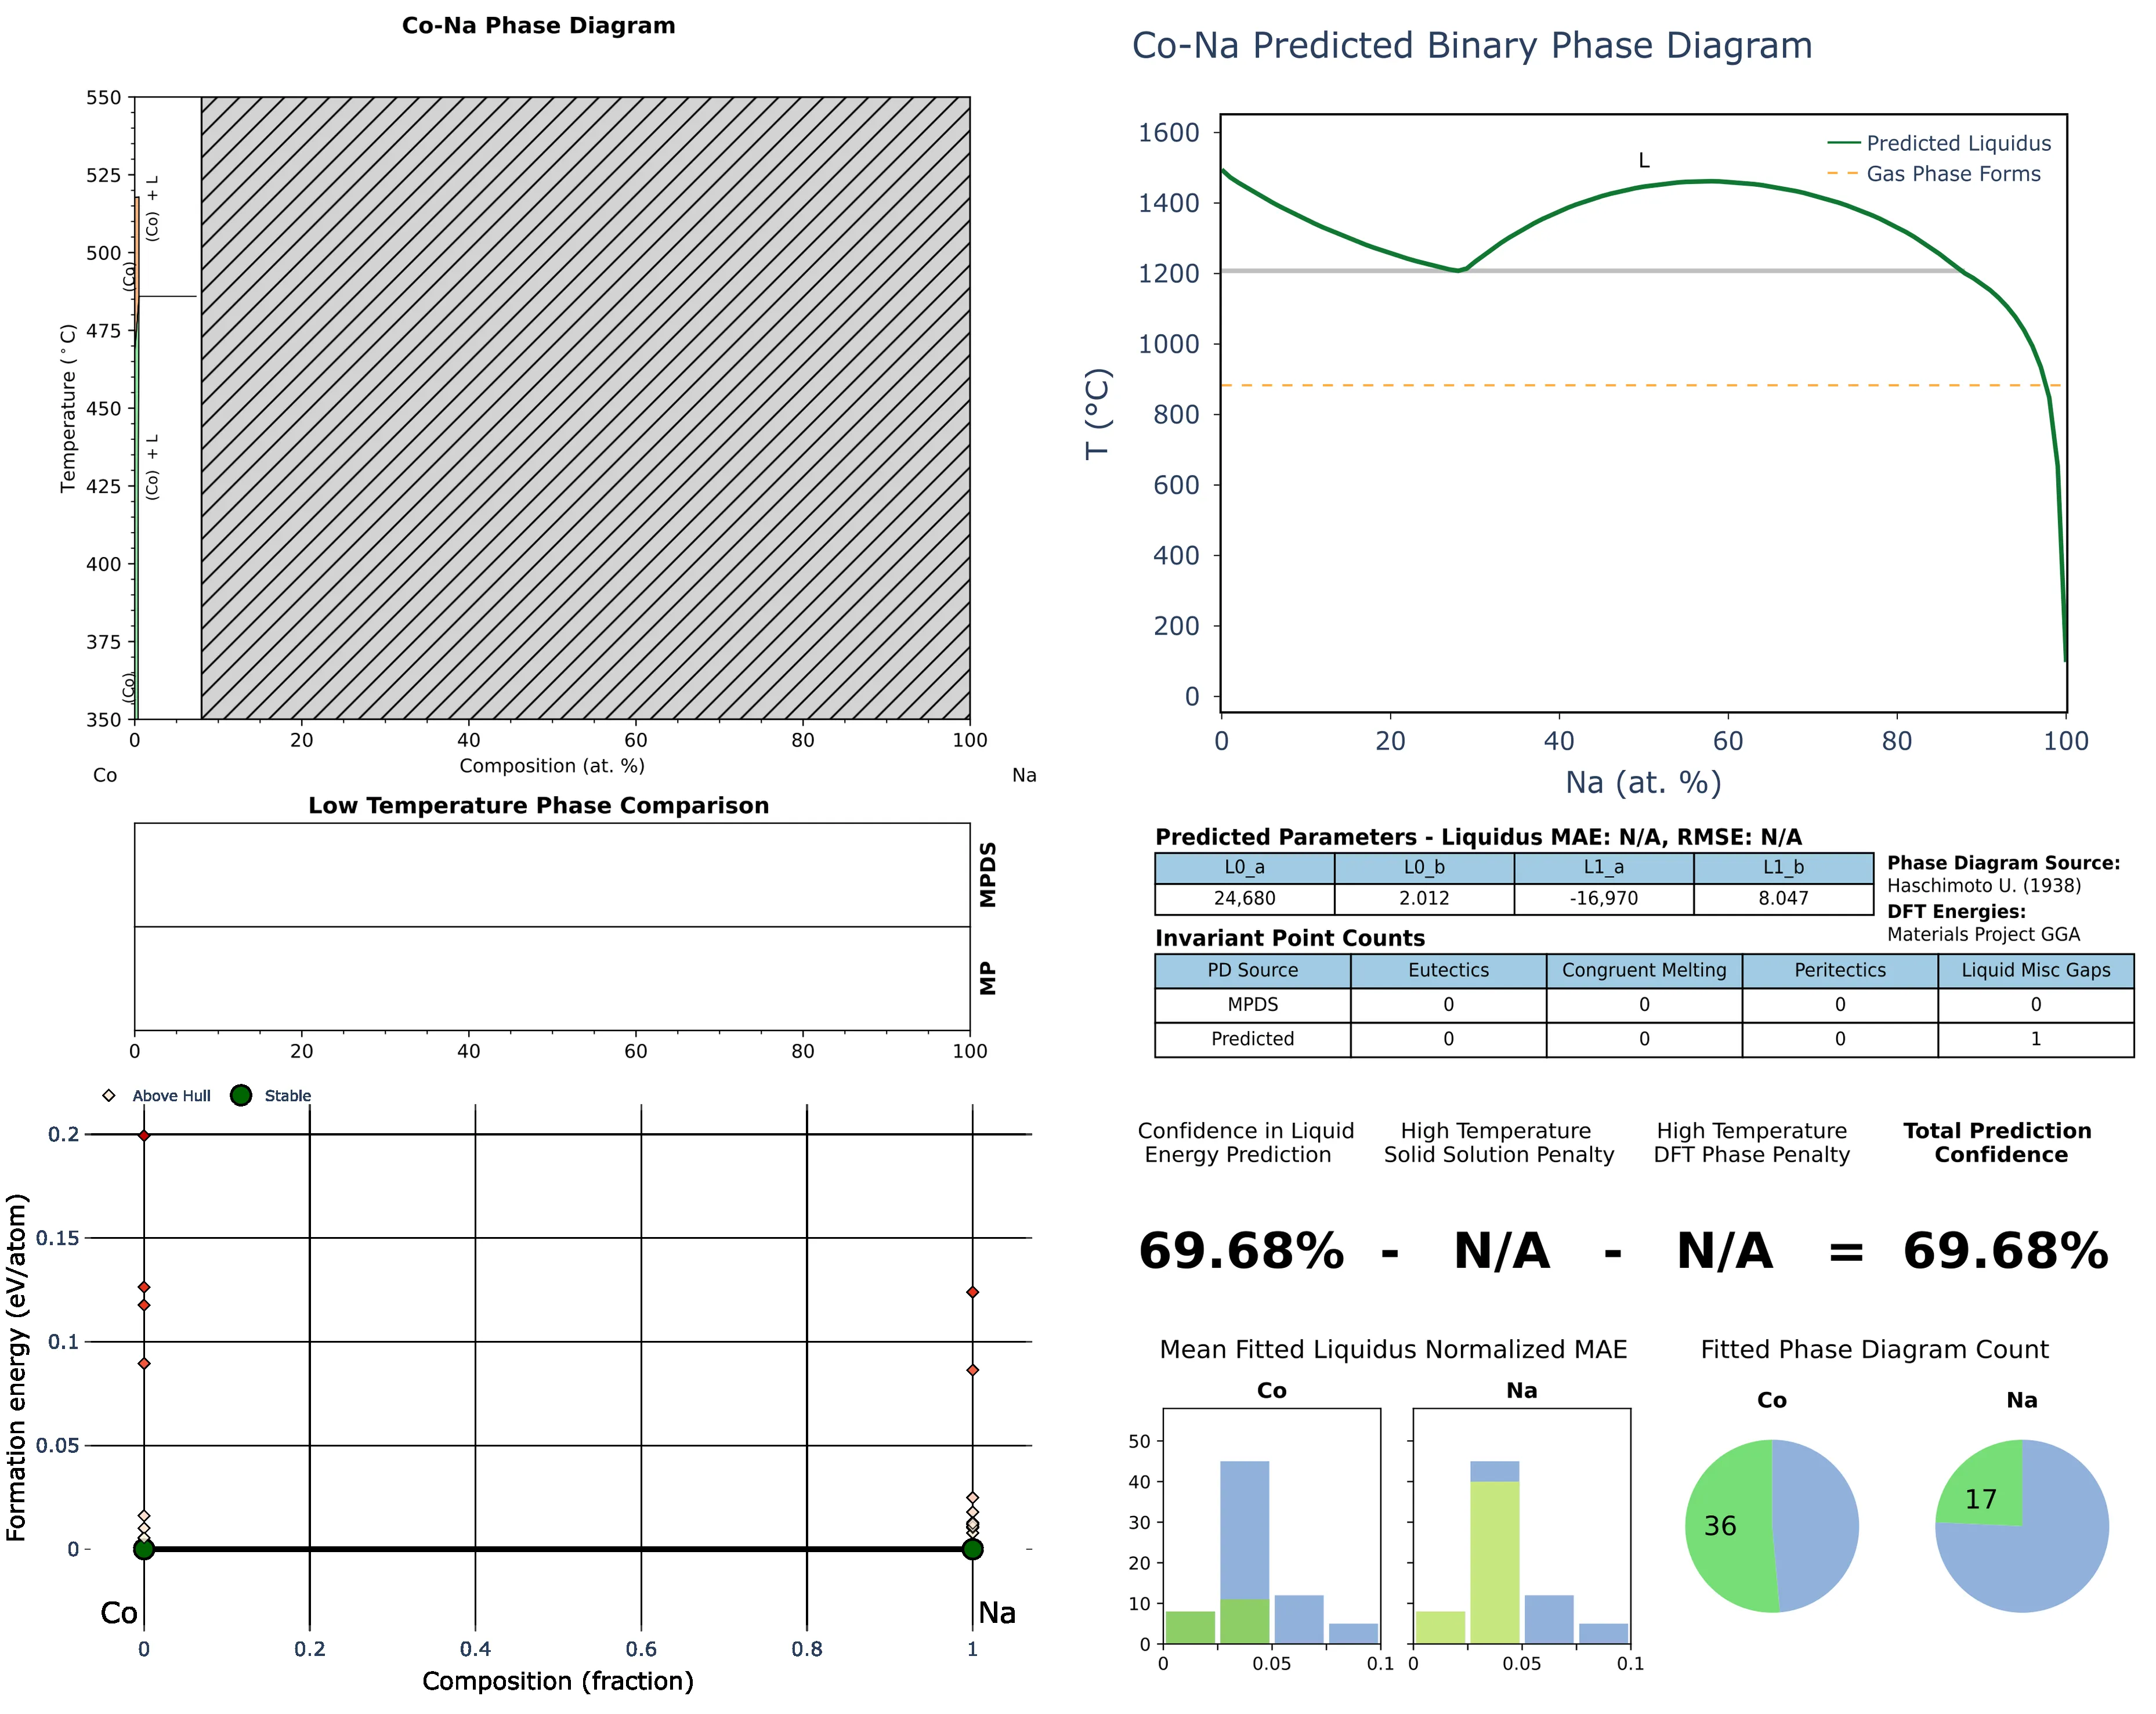 Co-Na Phase Diagram
550
525
500
475
450
425
400
375
350
Temperature (°C)
(Co) + L
(Co)
(Co) + L
(Co)
0 20 40 60 80 100
Composition (at. %)
Co Na
Low Temperature Phase Comparison
MPDS
MP
0 20 40 60 80 100
Above Hull Stable
0.2
0.15
0.1
0.05
0
Formation energy (eV/atom)
Co Na
0 0.2 0.4 0.6 0.8 1
Composition (fraction)
Co-Na Predicted Binary Phase Diagram
1600
1400
1200
1000
800
600
400
200
0
T (°C)
L
Predicted Liquidus
Gas Phase Forms
0 20 40 60 80 100
Na (at. %)
Predicted Parameters - Liquidus MAE: N/A, RMSE: N/A
L0_a L0_b L1_a L1_b
24,680 2.012 -16,970 8.047
Phase Diagram Source:
Haschimoto U. (1938)
DFT Energies:
Materials Project GGA
Invariant Point Counts
PD Source Eutectics Congruent Melting Peritectics Liquid Misc Gaps
MPDS 0 0 0 0
Predicted 0 0 0 1
Confidence in Liquid
Energy Prediction
High Temperature
Solid Solution Penalty
High Temperature
DFT Phase Penalty
Total Prediction
Confidence
69.68% - N/A - N/A = 69.68%
Mean Fitted Liquidus Normalized MAE
Co Na
50
40
30
20
10
0
0 0.05 0.1
0 0.05 0.1
Fitted Phase Diagram Count
Co Na
36
17